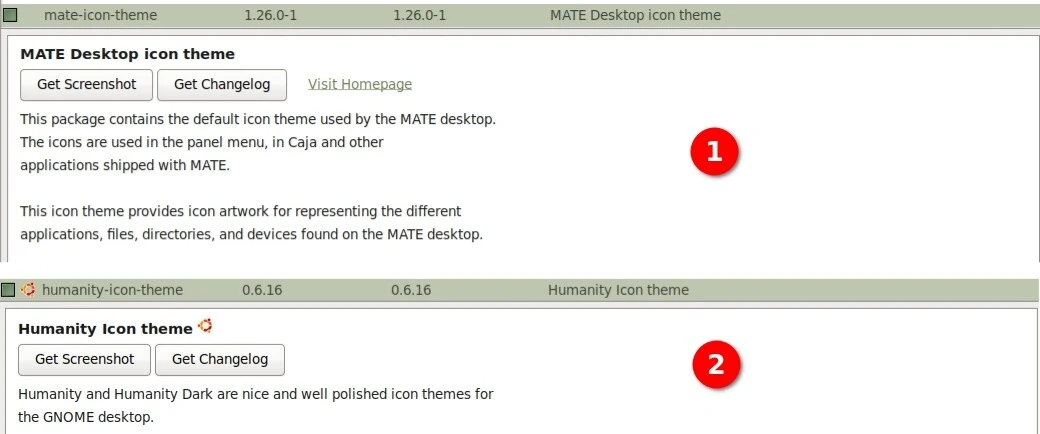 mate-icon-theme 1.26.0-1 1.26.0-1 MATE Desktop icon theme
MATE Desktop icon theme
Get Screenshot Get Changelog Visit Homepage
This package contains the default icon theme used by the MATE desktop.
The icons are used in the panel menu, in Caja and other
applications shipped with MATE.
1
This icon theme provides icon artwork for representing the different
applications, files, directories, and devices found on the MATE desktop.
humanity-icon-theme 0.6.16 0.6.16 Humanity Icon theme
Humanity Icon theme
Get Screenshot Get Changelog
2
Humanity and Humanity Dark are nice and well polished icon themes for
the GNOME desktop.